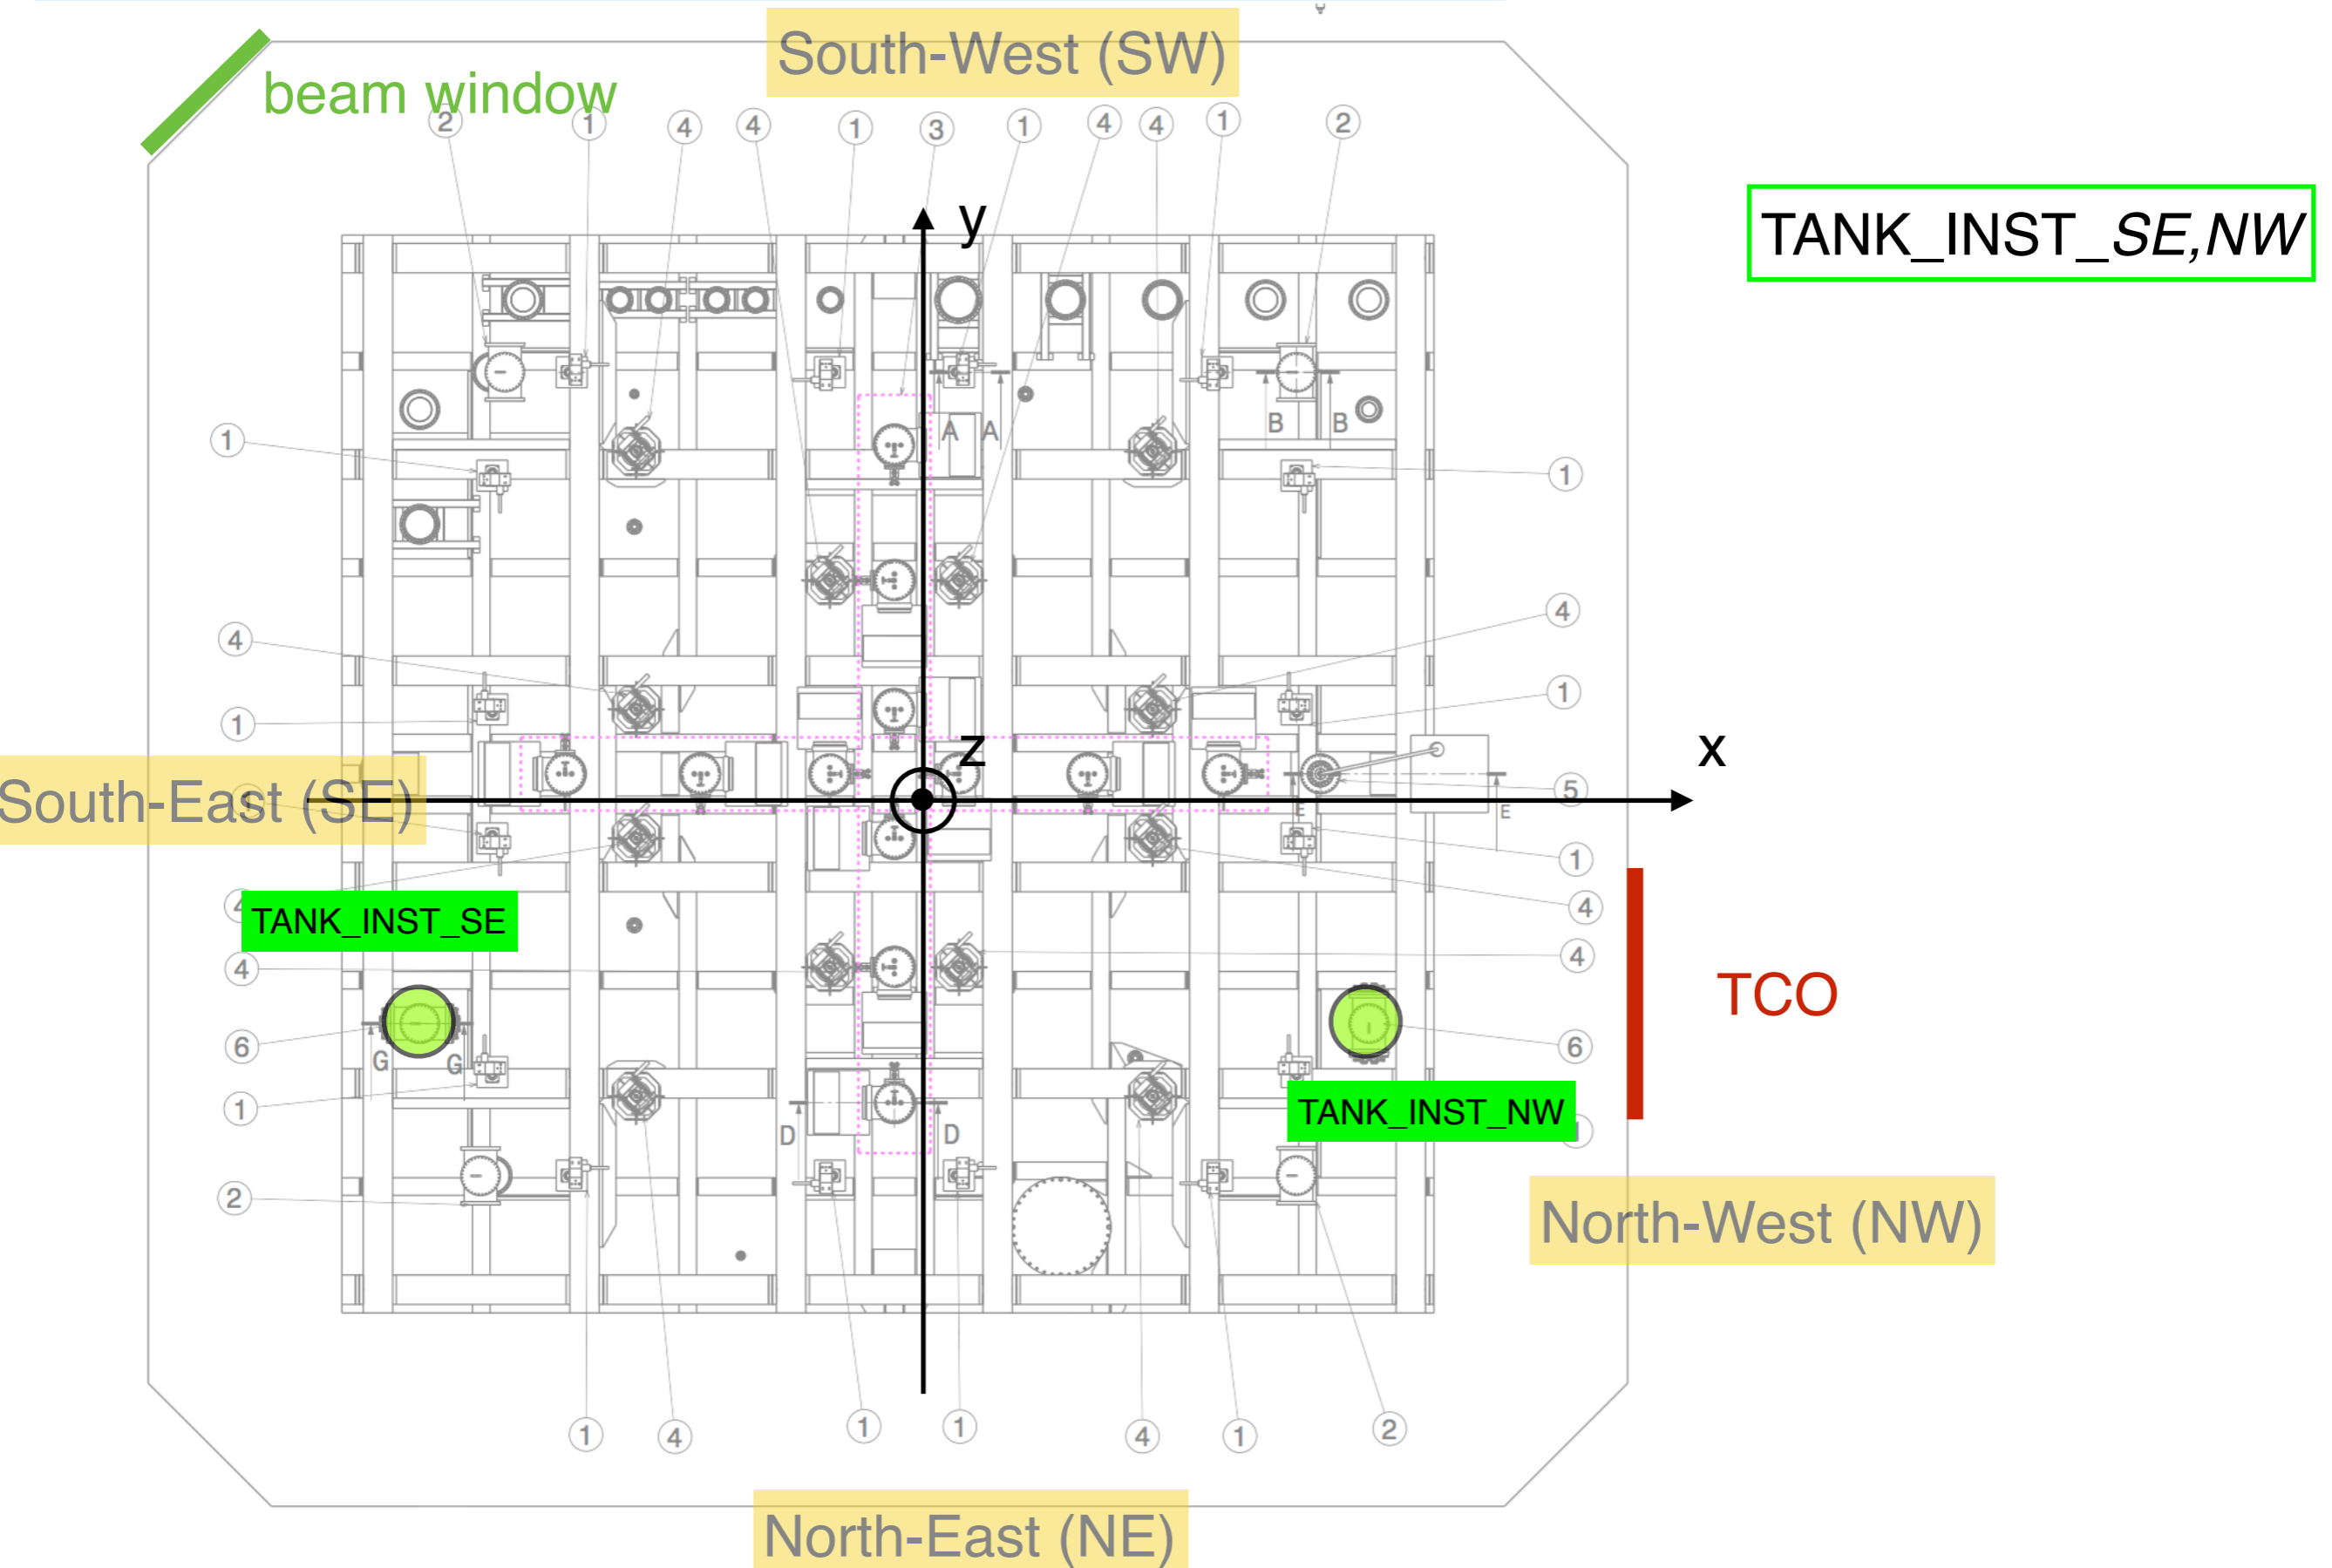 South-West (SW)
beam window
2 1 4 4 1 3 1 4 4 1 2
y
TANK_INST_SE,NW
B B
A A
1 1
4 4
1 1
z x
South-East (SE)
5
E E
1
4
TANK_INST_SE
4 4
TCO
6 6
G G
1
TANK_INST_NW
D D
2
North-West (NW)
1 4 1 1 4 1 2
North-East (NE)